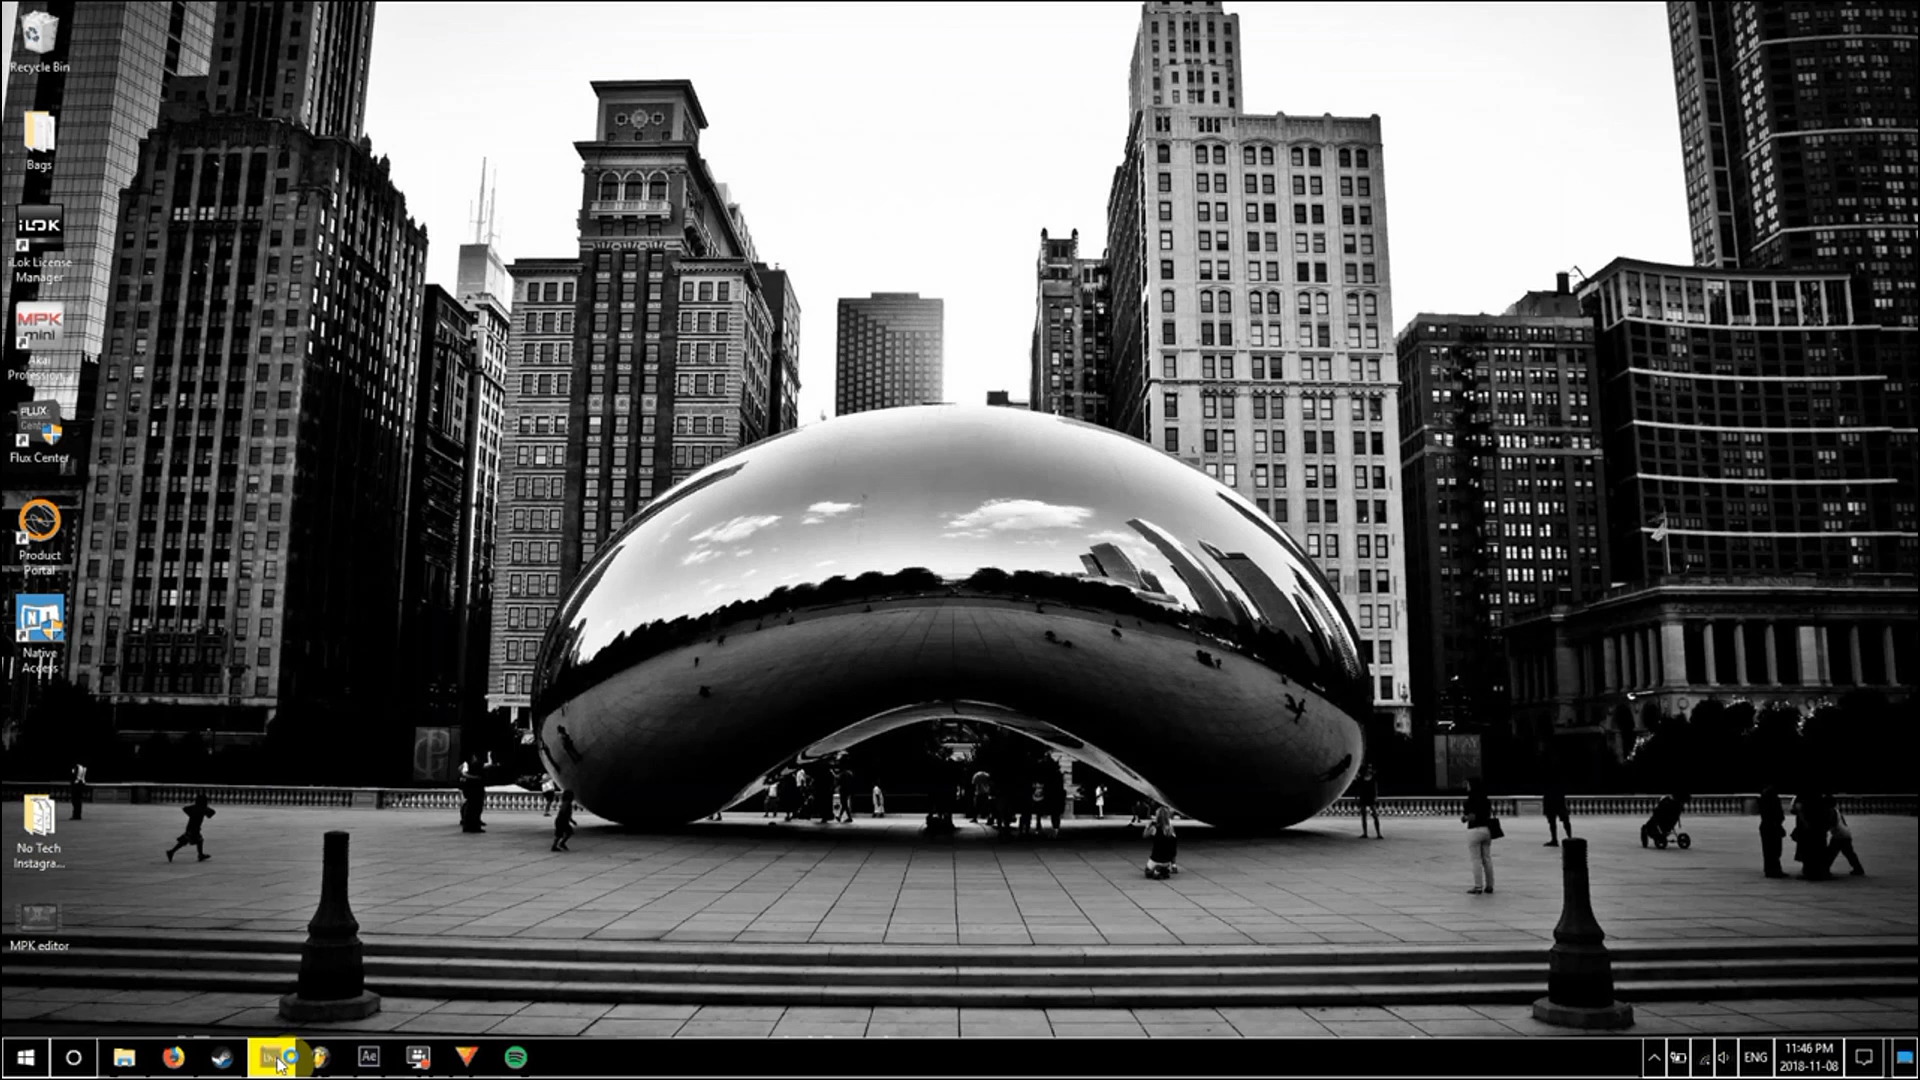 Recycle Bin
Bags
iLOK
iLok License
Manager
MPK
mini
Akai
Profession...
FLUX
Flux Center
Product
Portal
Native
Access
No Tech
Instagra...
MPK editor
Ae
ENG
11:46 PM
2018-11-08